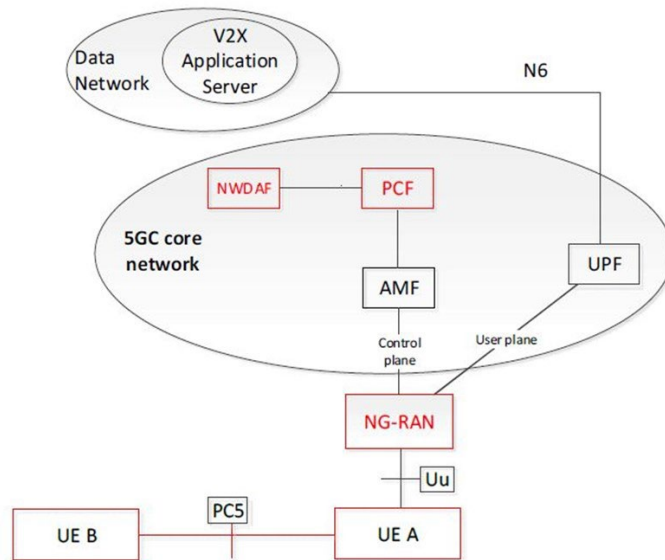 V2X
Application
Server
Data
Network
N6
NWDAF
PCF
5GC core
network
AMF
UPF
Control
plane
User plane
NG-RAN
Uu
PC5
UE B
UE A